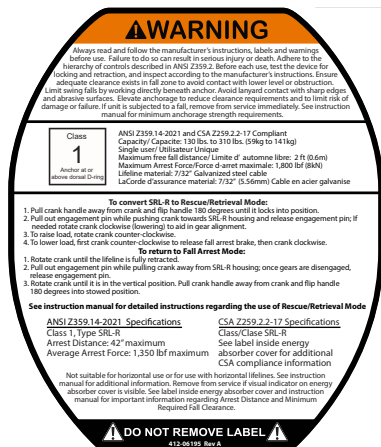 WARNING
Always read and follow the manufacturer's instructions, labels and warnings
before use. Failure to do so can result in serious injury or death. Adhere to the
hierarchy of controls described in ANSI Z359.2. Before each use, test the device for
locking and retraction, and inspect according to the manufacturer's instructions. Ensure
adequate clearance exists in fall zone to avoid contact with lower level or obstruction.
Limit swing falls by working directly beneath anchor. Avoid lanyard contact with sharp edges
and abrasive surfaces. Elevate anchorage to reduce clearance requirements and to limit risk of
damage or failure. If unit is subjected to a fall, remove from service immediately. See instruction
manual for minimum anchorage strength requirements.
Class
1
Anchor at or
above dorsal D-ring
ANSI Z359.14-2021 and CSA Z259.2.2-17 Compliant
Capacity/ Capacite: 130 lbs. to 310 lbs. (59kg to 141kg)
Single user/ Utilisateur Unique
Maximum free fall distance/ Limite d' automne libre: 2 ft (0.6m)
Maximum Arrest Force/Force d-arret maximale: 1,800 lbf (8kN)
Lifeline material: 7/32" Galvanized steel cable
LaCorde d'assurance material: 7/32" (5.56mm) Cable en acier galvanise
To convert SRL-R to Rescue/Retrieval Mode:
1. Pull crank handle away from crank and flip handle 180 degrees until it locks into position.
2. Pull out engagement pin while pushing crank towards SRL-R housing and release engagement pin; If
needed rotate crank clockwise (lowering) to aid in gear alignment.
3. To raise load, rotate crank counter-clockwise.
4. To lower load, first crank counter-clockwise to release fall arrest brake, then crank clockwise.
To return to Fall Arrest Mode:
1. Rotate crank until the lifeline is fully retracted.
2. Pull out engagement pin while pulling crank away from SRL-R housing; once gears are disengaged,
release engagement pin.
3. Rotate crank until it is in the vertical position. Pull crank handle away from crank and flip handle
180 degrees into stowed position.
See instruction manual for detailed instructions regarding the use of Rescue/Retrieval Mode
ANSI Z359.14-2021 Specifications
Class 1, Type SRL-R
Arrest Distance: 42" maximum
Average Arrest Force: 1,350 lbf maximum
CSA Z259.2.2-17 Specifications
Class/Clase SRL-R
See label inside energy
absorber cover for additional
CSA compliance information
Not suitable for horizontal use or for use with horizontal lifelines. See instruction
manual for additional information. Remove from service if visual indicator on energy
absorber cover is visible. See label inside energy absorber cover and instruction
manual for important information regarding Arrest Distance and Minimum
Required Fall Clearance.
DO NOT REMOVE LABEL
412-06195 Rev A